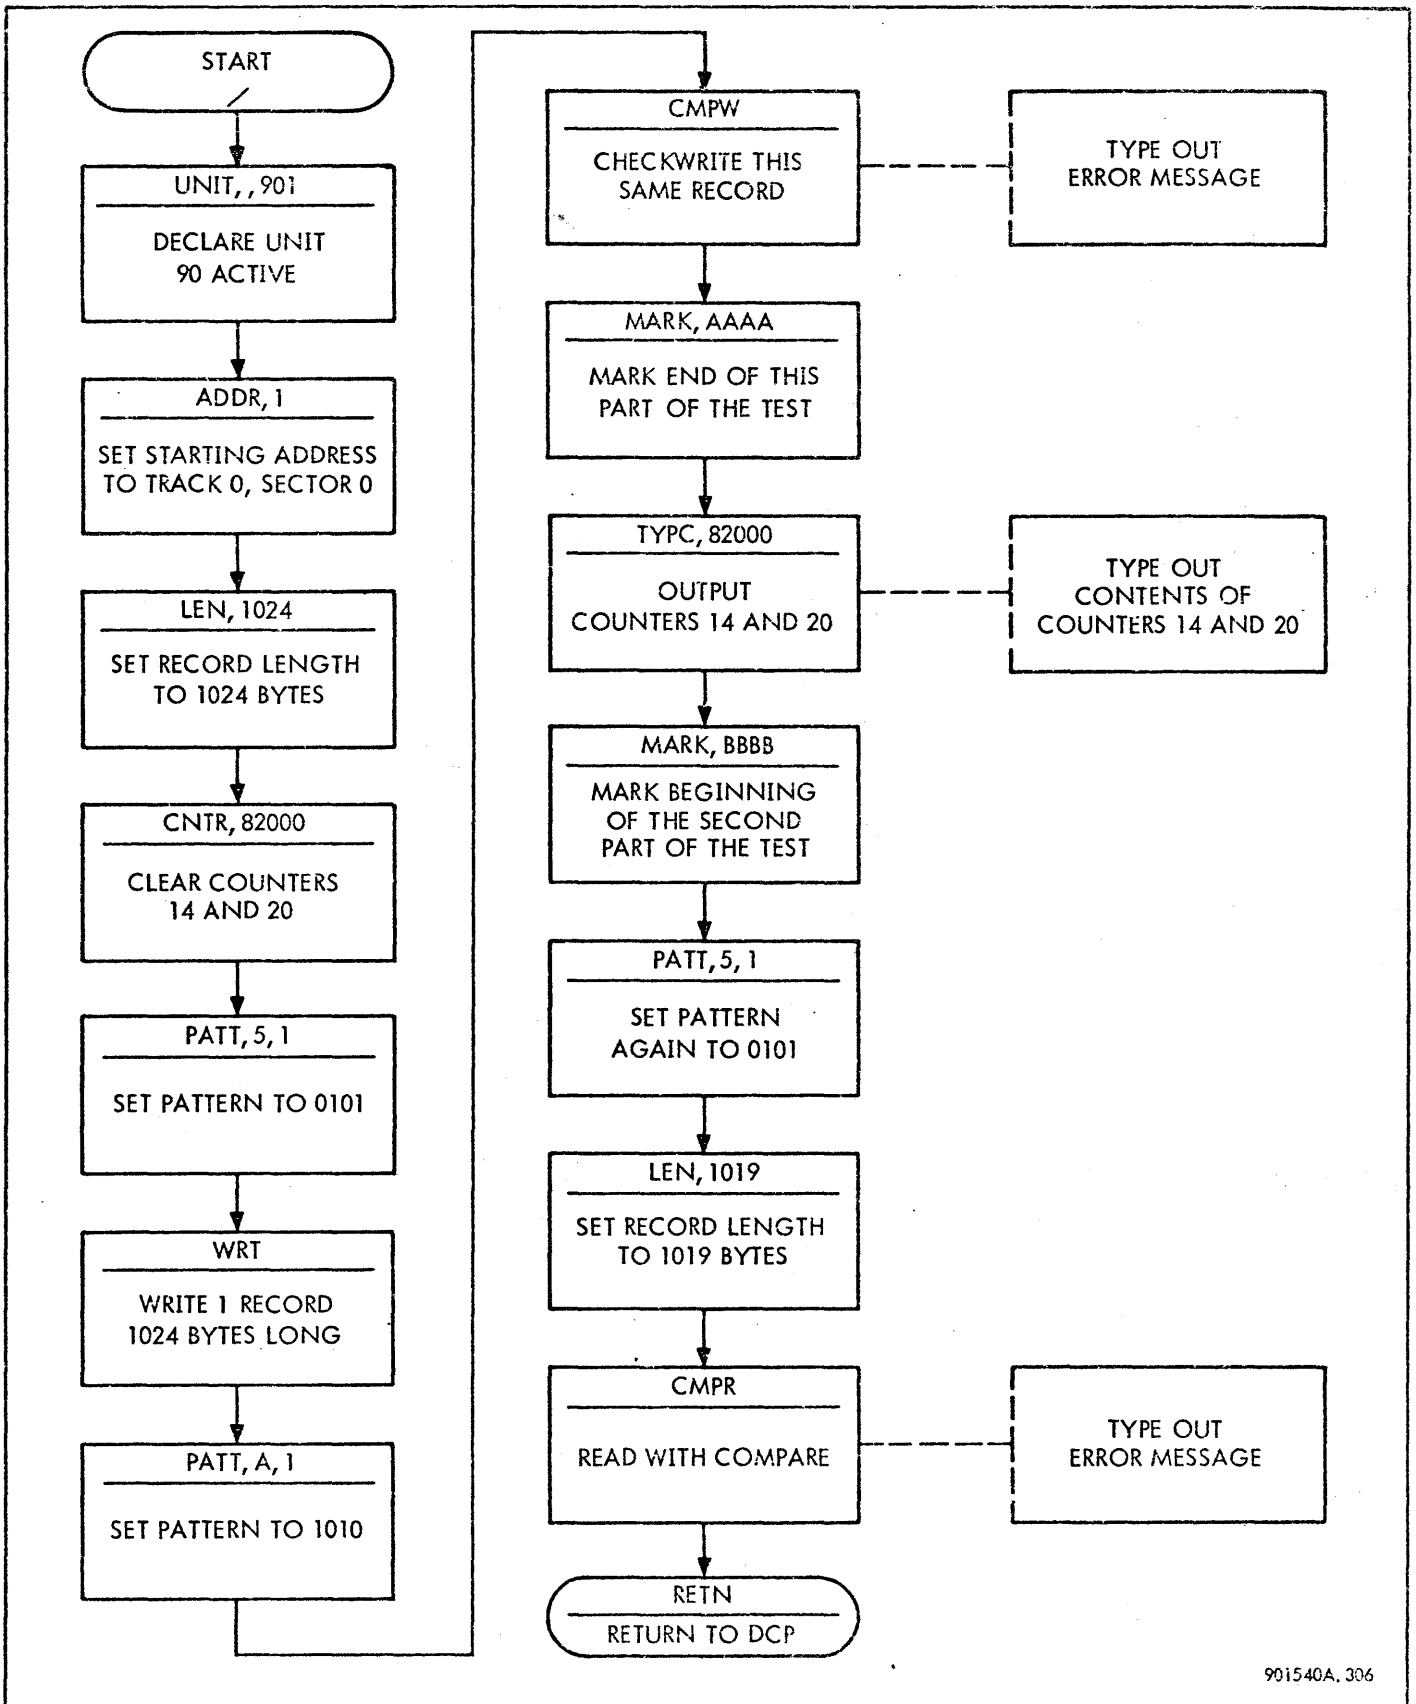 START
UNIT, , 901
DECLARE UNIT
90 ACTIVE
ADDR, 1
SET STARTING ADDRESS
TO TRACK 0, SECTOR 0
LEN, 1024
SET RECORD LENGTH
TO 1024 BYTES
CNTR, 82000
CLEAR COUNTERS
14 AND 20
PATT, 5, 1
SET PATTERN TO 0101
WRT
WRITE 1 RECORD
1024 BYTES LONG
PATT, A, 1
SET PATTERN TO 1010
CMPW
CHECKWRITE THIS
SAME RECORD
TYPE OUT
ERROR MESSAGE
MARK, AAAA
MARK END OF THIS
PART OF THE TEST
TYPC, 82000
OUTPUT
COUNTERS 14 AND 20
TYPE OUT
CONTENTS OF
COUNTERS 14 AND 20
MARK, BBBB
MARK BEGINNING
OF THE SECOND
PART OF THE TEST
PATT, 5, 1
SET PATTERN
AGAIN TO 0101
LEN, 1019
SET RECORD LENGTH
TO 1019 BYTES
CMPR
READ WITH COMPARE
TYPE OUT
ERROR MESSAGE
RETN
RETURN TO DCP
901540A. 306